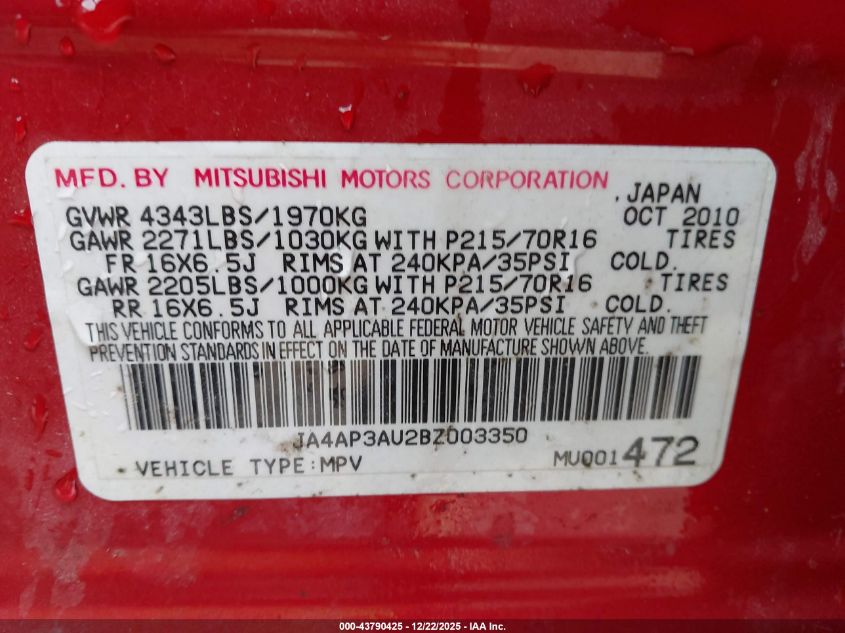 MFD. BY MITSUBISHI MOTORS CORPORATION , JAPAN
GVWR 4343LBS/1970KG OCT 2010
GAWR 2271LBS/1030KG WITH P215/70R16 TIRES
FR 16X6.5J RIMS AT 240KPA/35PSI COLD.
GAWR 2205LBS/1000KG WITH P215/70R16 TIRES
RR 16X6.5J RIMS AT 240KPA/35PSI COLD.
THIS VEHICLE CONFORMS TO ALL APPLICABLE FEDERAL MOTOR VEHICLE SAFETY AND THEFT
PREVENTION STANDARDS IN EFFECT ON THE DATE OF MANUFACTURE SHOWN ABOVE.
JA4AP3AU2BZ003350
VEHICLE TYPE:MPV MU001472
000-43790425 - 12/22/2025 - IAA Inc.